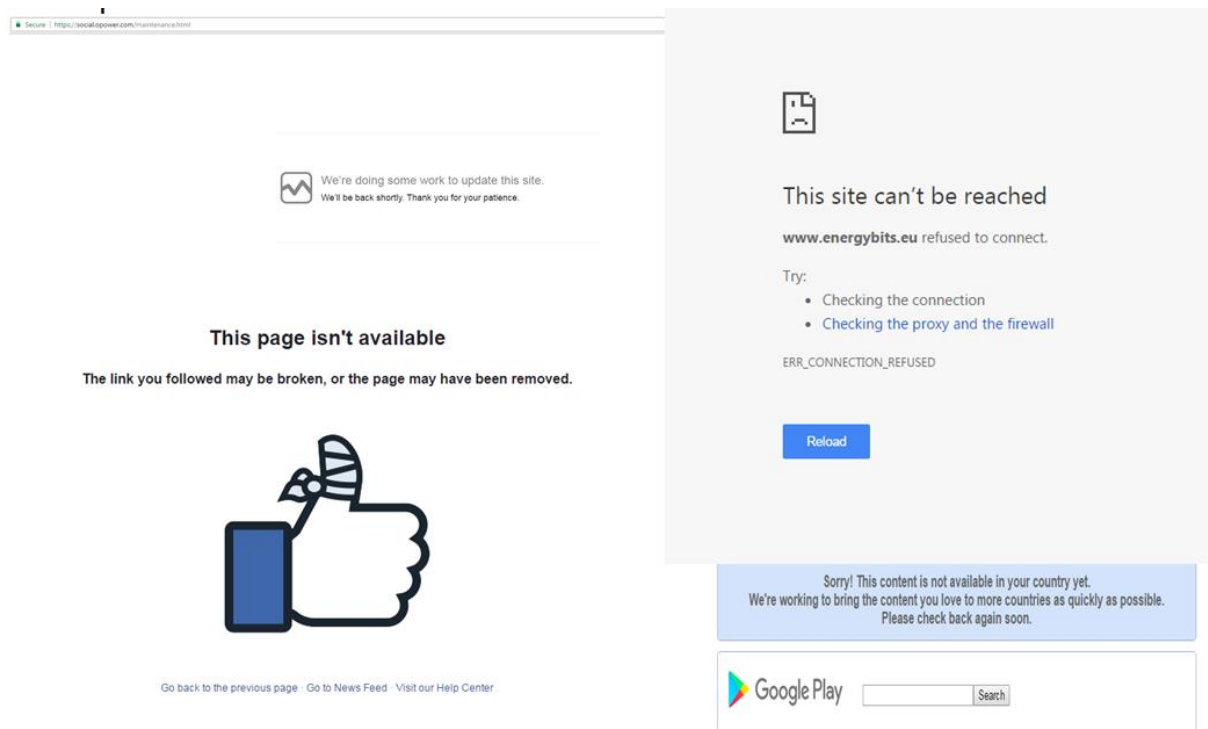 Secure | https://social.opower.com/maintenance.html
We're doing some work to update this site.
We'll be back shortly. Thank you for your patience.
This page isn't available
The link you followed may be broken, or the page may have been removed.
Go back to the previous page · Go to News Feed · Visit our Help Center
This site can’t be reached
www.energybits.eu refused to connect.
Try:
• Checking the connection
• Checking the proxy and the firewall
ERR_CONNECTION_REFUSED
Reload
Sorry! This content is not available in your country yet.
We're working to bring the content you love to more countries as quickly as possible.
Please check back again soon.
Google Play
Search